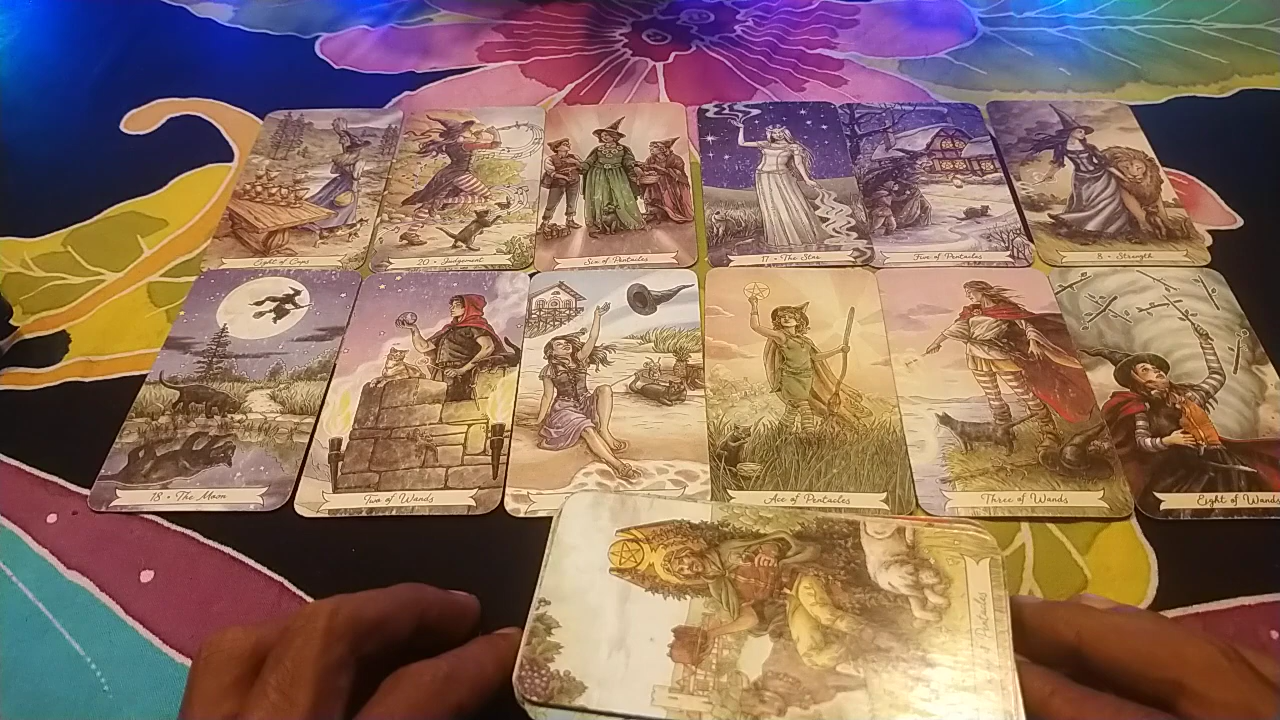 Eight of Cups
20 • Judgement
Six of Pentacles
17 • The Star
Five of Pentacles
8 • Strength
18 • The Moon
Two of Wands
Ace of Pentacles
Three of Wands
Eight of Wands
Pentacles